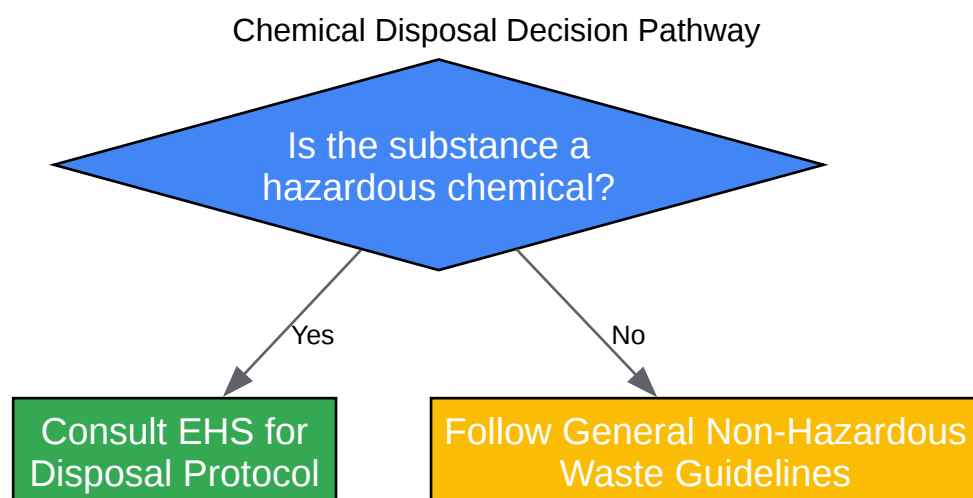 Chemical Disposal Decision Pathway
Is the substance a
hazardous chemical?
Yes
No
Consult EHS for
Disposal Protocol
Follow General Non-Hazardous
Waste Guidelines